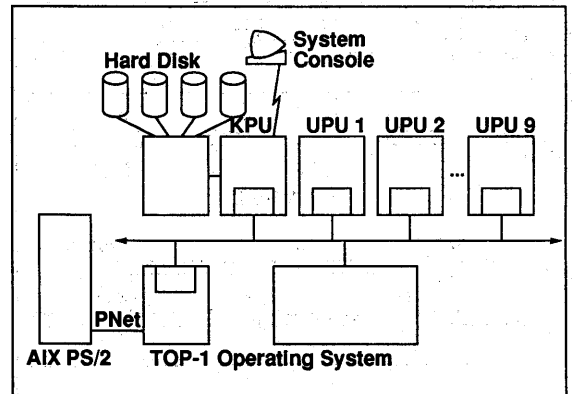 System
Console
Hard Disk
KPU UPU 1 UPU 2 UPU 9
...
PNet
AIX PS/2 TOP-1 Operating System